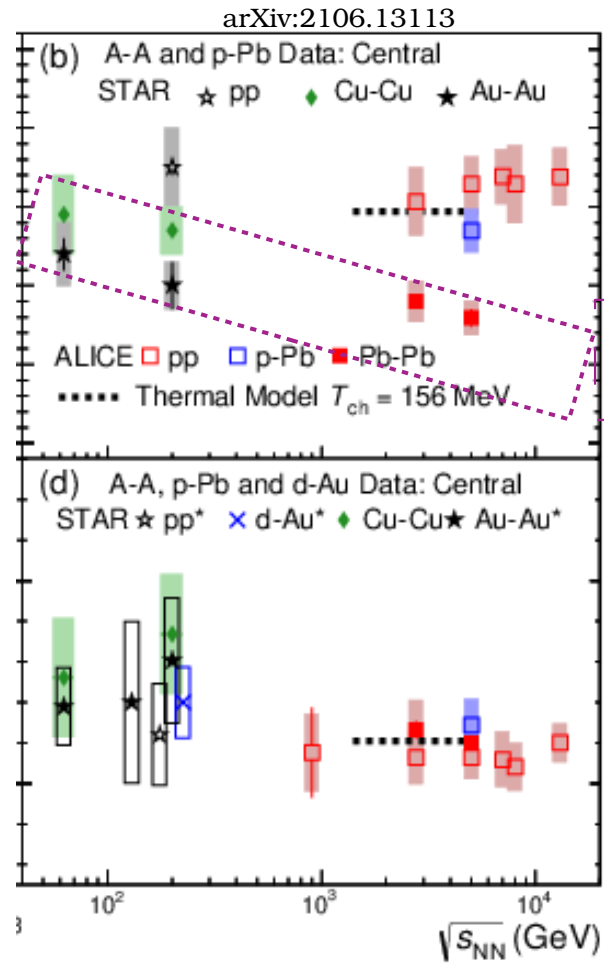 arXiv:2106.13113
(b) A-A and p-Pb Data: Central
STAR pp Cu-Cu Au-Au
ALICE pp p-Pb Pb-Pb
Thermal Model T_ch = 156 MeV
(d) A-A, p-Pb and d-Au Data: Central
STAR pp* d-Au* Cu-Cu Au-Au*
10² 10³ 10⁴
√s_NN (GeV)